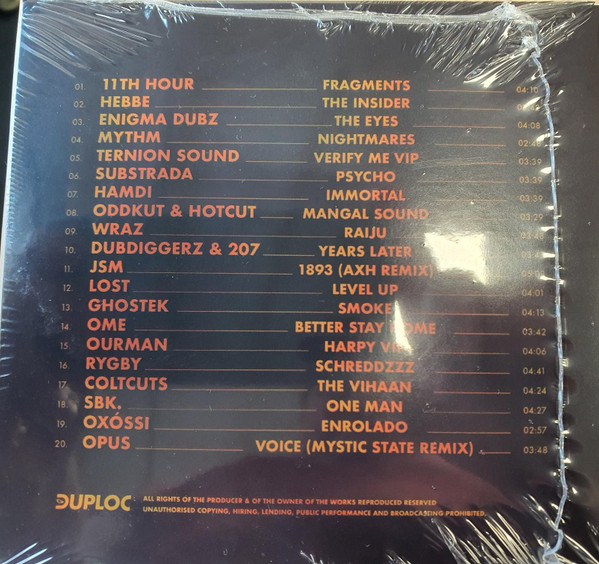 01. 11TH HOUR FRAGMENTS 04:10
02. HEBBE THE INSIDER
03. ENIGMA DUBZ THE EYES 04:08
04. MYTHM NIGHTMARES
05. TERNION SOUND VERIFY ME VIP 03:39
06. SUBSTRADA PSYCHO 03:39
07. HAMDI IMMORTAL 03:39
08. ODDKUT & HOTCUT MANGAL SOUND 03:29
09. WRAZ RAIJU
10. DUBDIGGERZ & 207 YEARS LATER
11. JSM 1893 (AXH REMIX)
12. LOST LEVEL UP 04:01
13. GHOSTEK SMOKE 04:13
14. OME BETTER STAY HOME 03:42
15. OURMAN HARPY 04:06
16. RYGBY SCHREDDZZZ 04:41
17. COLTCUTS THE VIHAAN 04:24
18. SBK. ONE MAN 04:27
19. OXÓSSI ENROLADO 02:57
20. OPUS VOICE (MYSTIC STATE REMIX) 03:48
DUPLOC ALL RIGHTS OF THE PRODUCER & OF THE OWNER OF THE WORKS REPRODUCED RESERVED
UNAUTHORISED COPYING, HIRING, LENDING, PUBLIC PERFORMANCE AND BROADCASTING PROHIBITED.